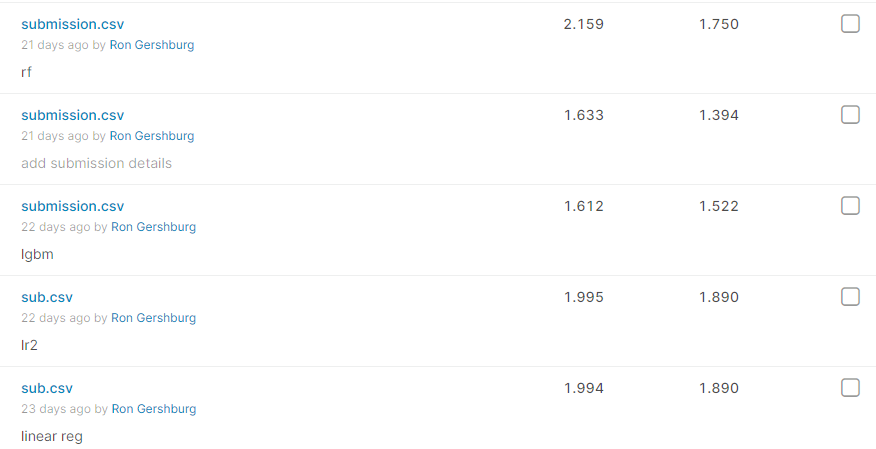 submission.csv 2.159 1.750
21 days ago by Ron Gershburg
rf
submission.csv 1.633 1.394
21 days ago by Ron Gershburg
add submission details
submission.csv 1.612 1.522
22 days ago by Ron Gershburg
lgbm
sub.csv 1.995 1.890
22 days ago by Ron Gershburg
lr2
sub.csv 1.994 1.890
23 days ago by Ron Gershburg
linear reg